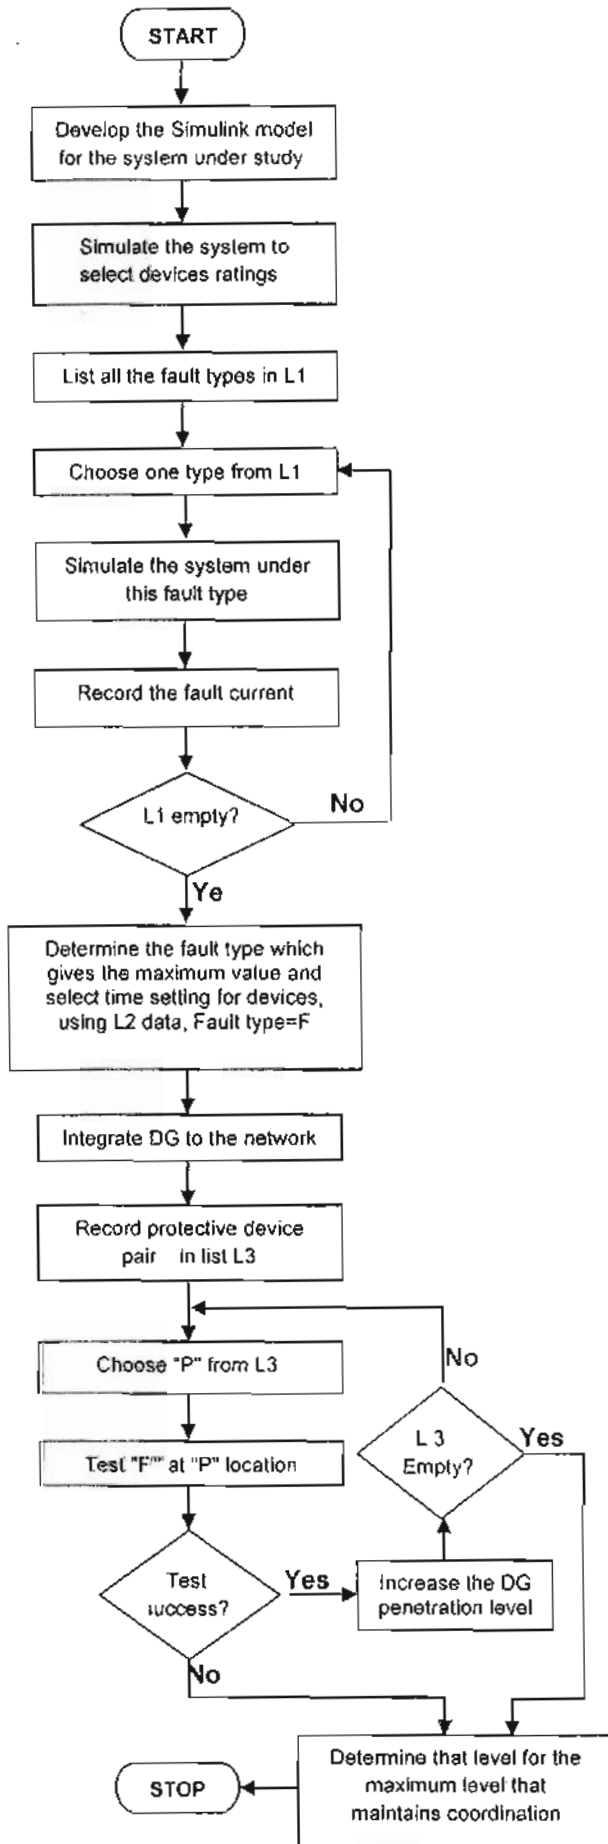 START
Develop the Simulink model
for the system under study
Simulate the system to
select devices ratings
List all the fault types in L1
Choose one type from L1
Simulate the system under
this fault type
Record the fault current
L1 empty?
No
Ye
Determine the fault type which
gives the maximum value and
select time setting for devices,
using L2 data, Fault type=F
Integrate DG to the network
Record protective device
pair in list L3
Choose "P" from L3
No
L 3
Empty?
Yes
Test "F"' at "P" location
Test
success?
Yes
Increase the DG
penetration level
No
Determine that level for the
maximum level that
maintains coordination
STOP